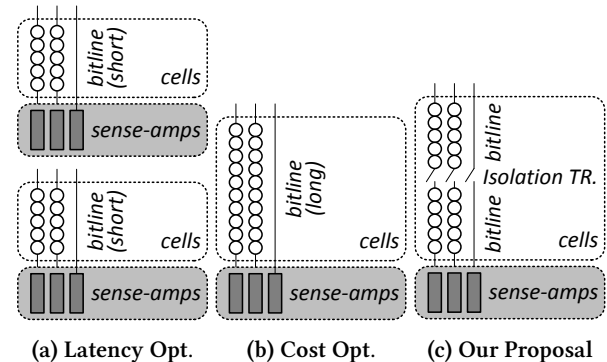 bitline
(short)
cells
sense-amps
bitline
(short)
cells
sense-amps
(a) Latency Opt.
bitline
(long)
cells
sense-amps
(b) Cost Opt.
bitline
Isolation TR.
bitline
cells
sense-amps
(c) Our Proposal